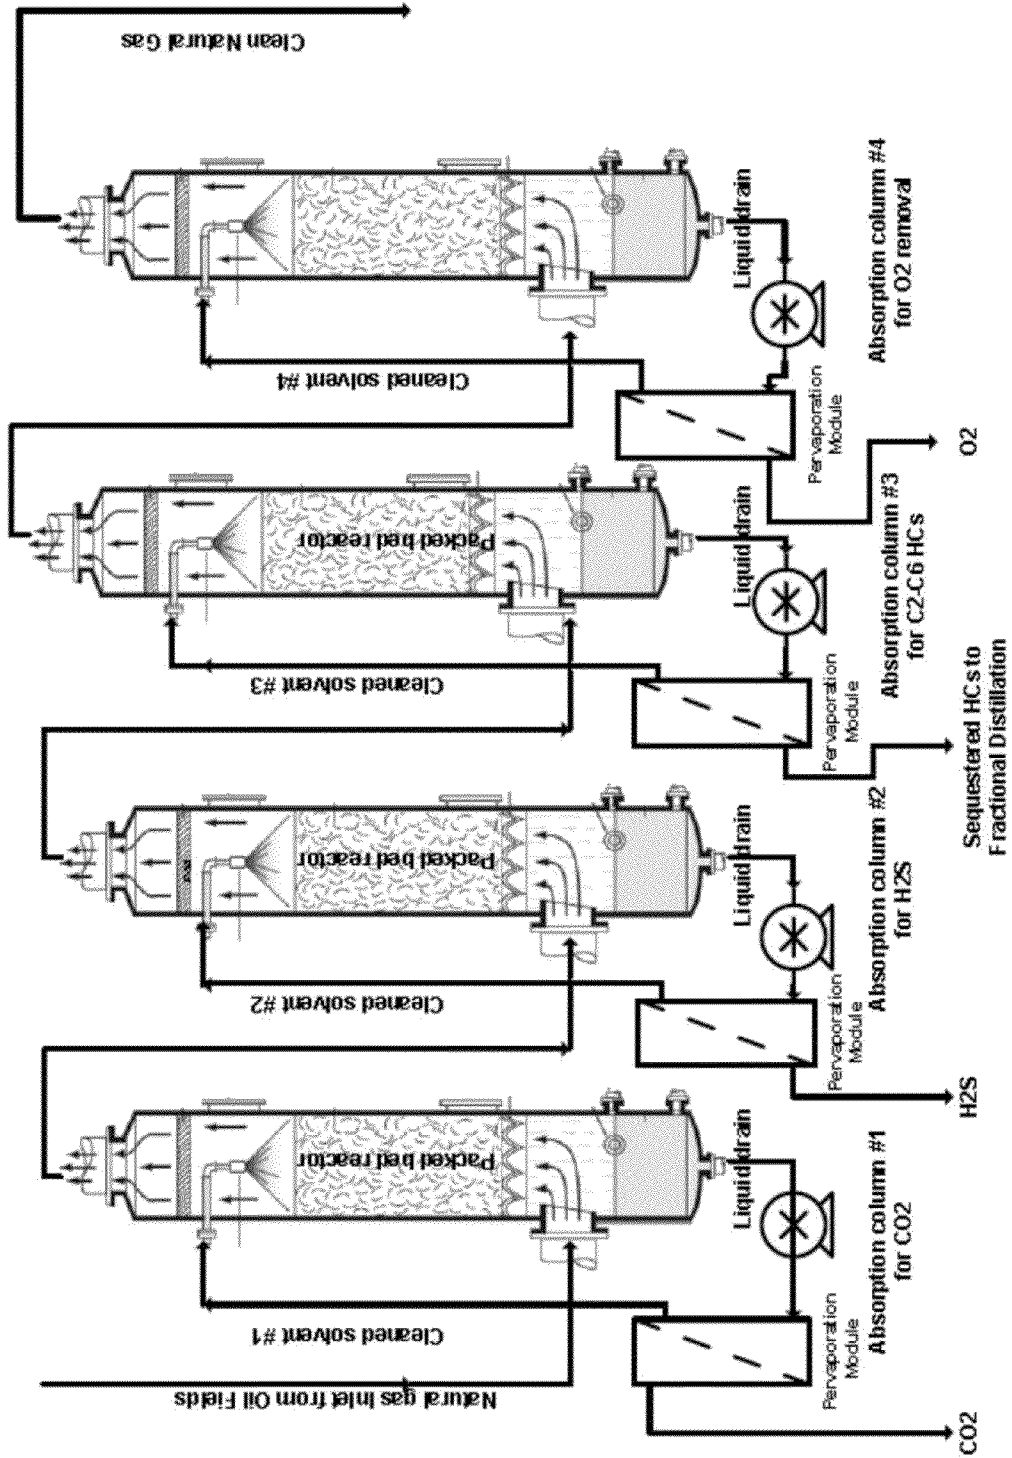 Natural gas Inlet from Oil Fields
Cleaned solvent #1
Packed bed reactor
Liquid drain
Pervaporation
Module
Absorption column #1
for CO2
CO2
Cleaned solvent #2
Packed bed reactor
Liquid drain
Pervaporation
Module
Absorption column #2
for H2S
H2S
Cleaned solvent #3
Packed bed reactor
Liquid drain
Pervaporation
Module
Absorption column #3
for C2-C6 HCs
Sequestered HCs to
Fractional Distillation
Cleaned solvent #4
Liquid drain
Pervaporation
Module
Absorption column #4
for O2 removal
O2
Clean Natural
Gas